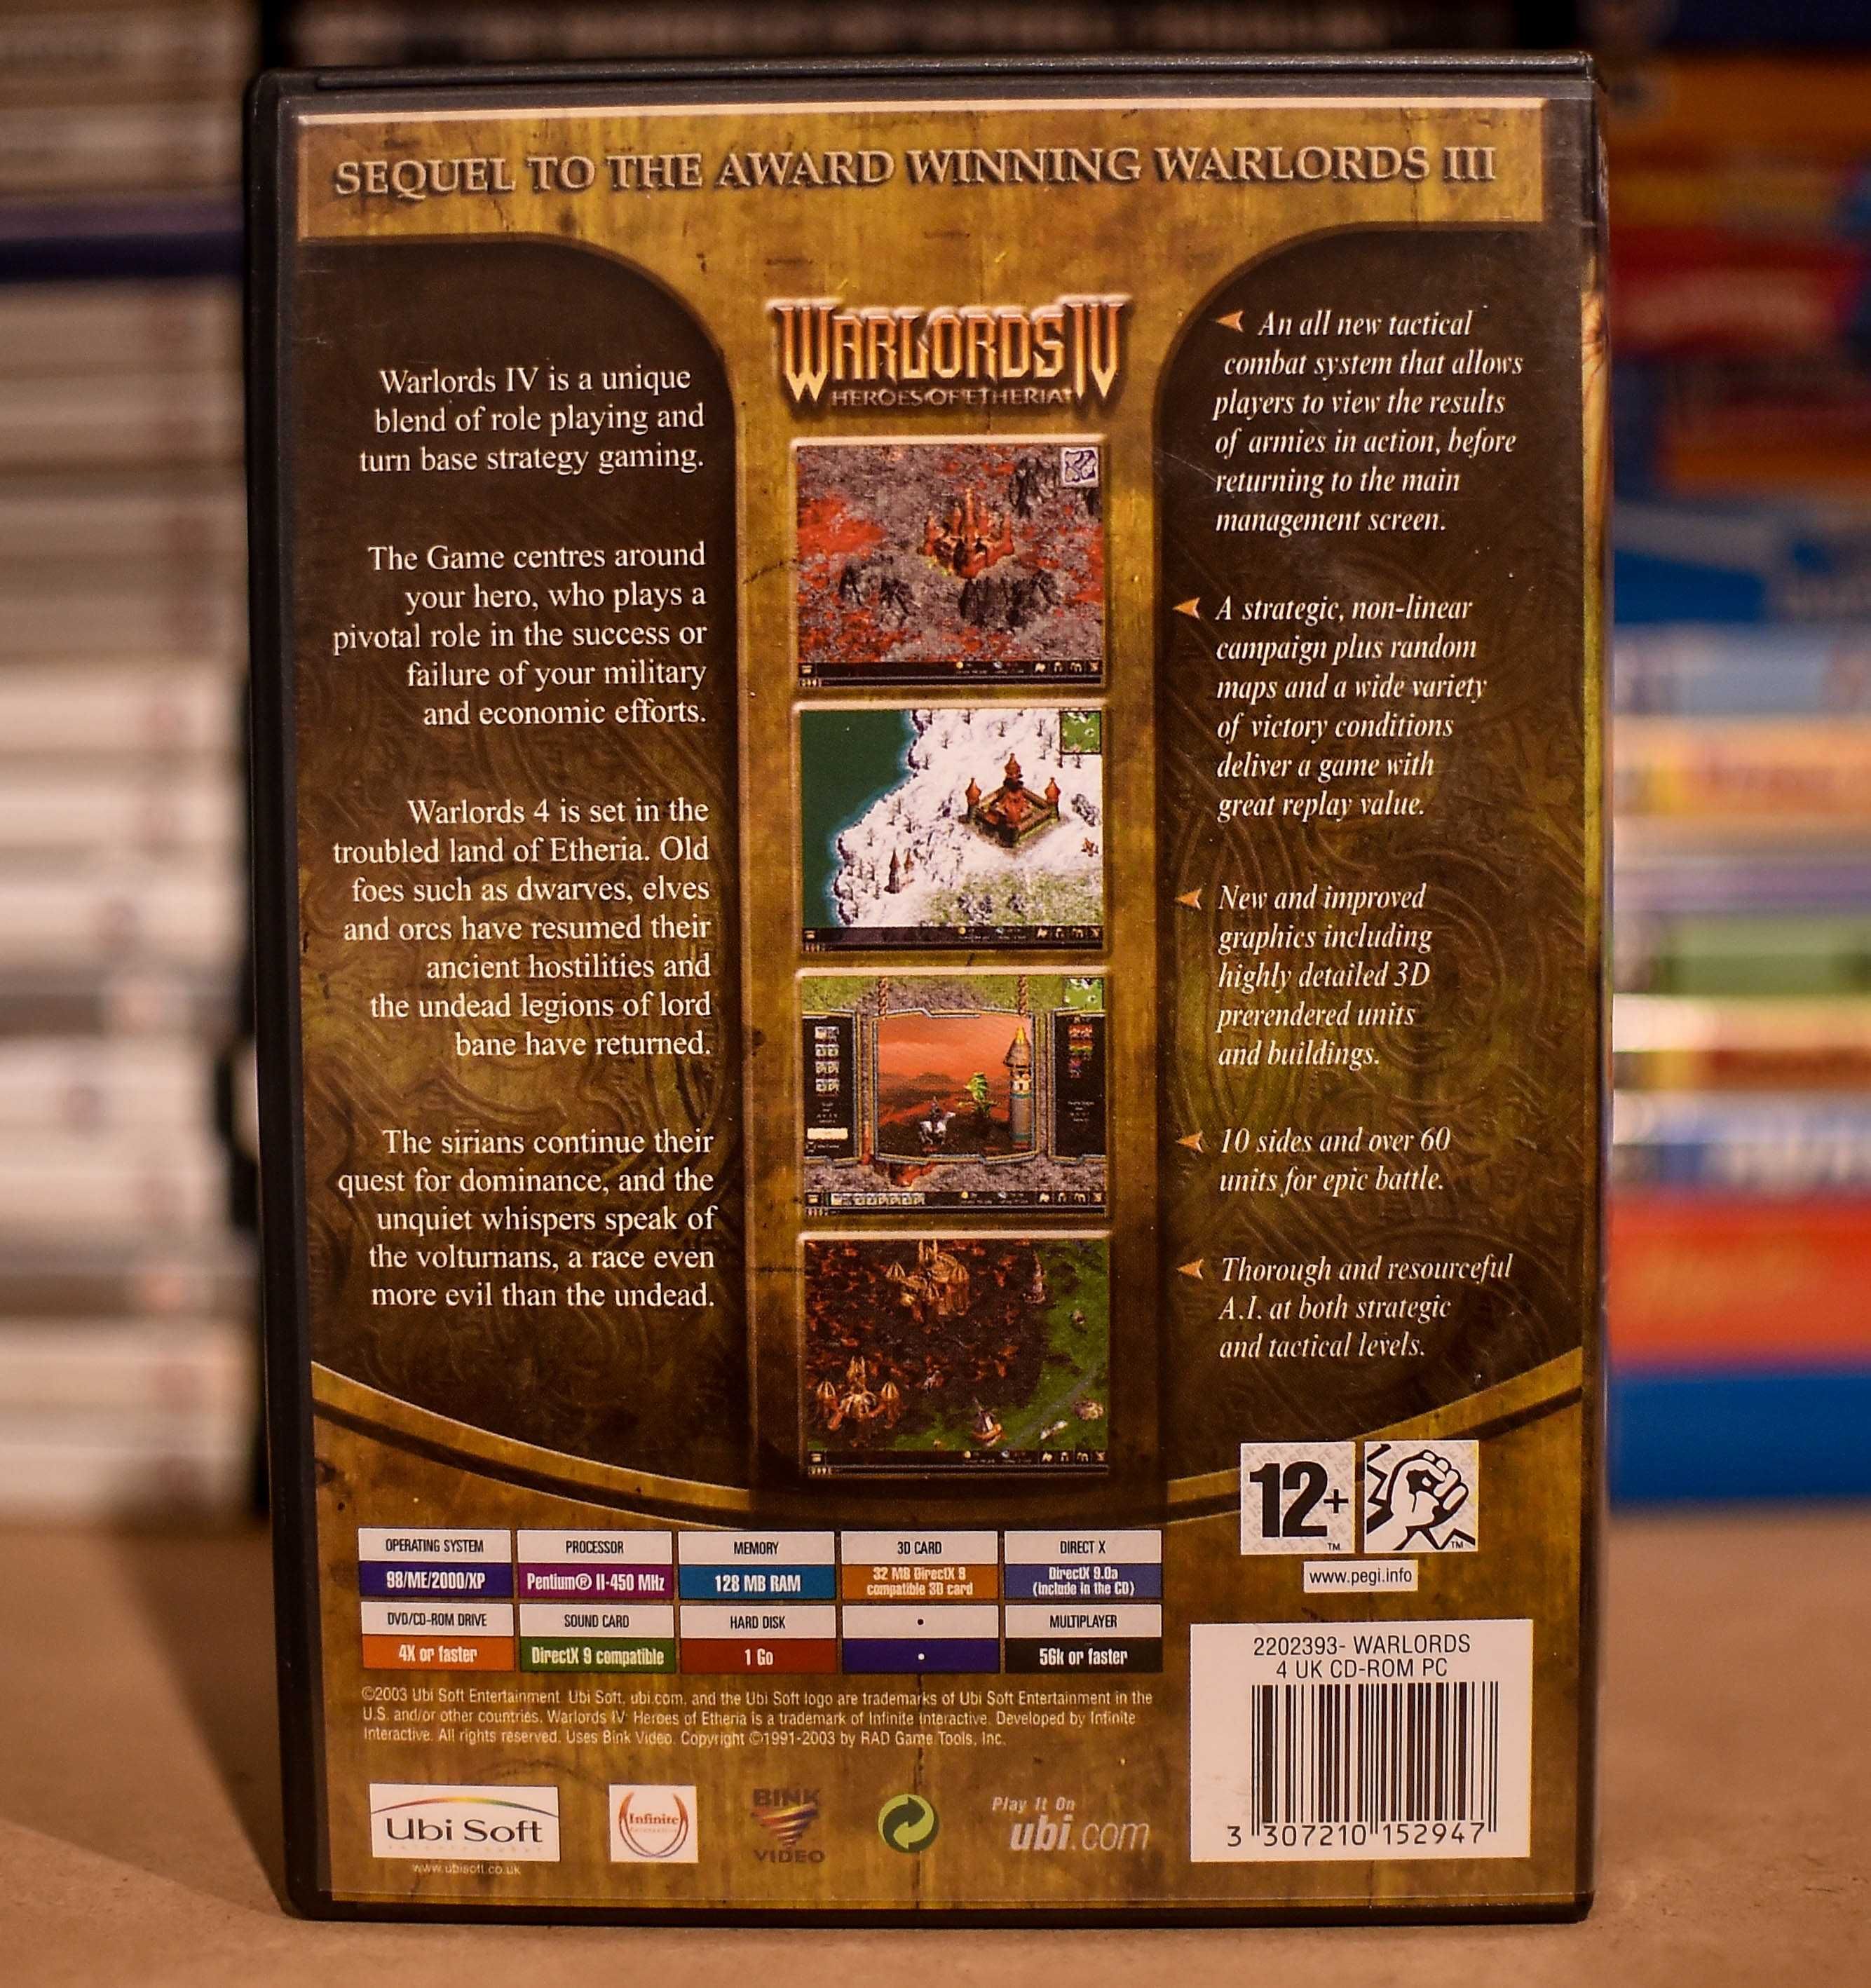 SEQUEL TO THE AWARD WINNING WARLORDS III
WARLORDS IV
HEROES OF ETHERIA
Warlords IV is a unique
blend of role playing and
turn base strategy gaming.
The Game centres around
your hero, who plays a
pivotal role in the success or
failure of your military
and economic efforts.
Warlords 4 is set in the
troubled land of Etheria. Old
foes such as dwarves, elves
and orcs have resumed their
ancient hostilities and
the undead legions of lord
bane have returned.
The sirians continue their
quest for dominance, and the
unquiet whispers speak of
the volturnans, a race even
more evil than the undead.
An all new tactical
combat system that allows
players to view the results
of armies in action, before
returning to the main
management screen.
A strategic, non-linear
campaign plus random
maps and a wide variety
of victory conditions
deliver a game with
great replay value.
New and improved
graphics including
highly detailed 3D
prerendered units
and buildings.
10 sides and over 60
units for epic battle.
Thorough and resourceful
A.I. at both strategic
and tactical levels.
12+
TM TM
www.pegi.info
OPERATING SYSTEM PROCESSOR MEMORY 3D CARD DIRECT X
98/ME/2000/XP Pentium® II-450 MHz 128 MB RAM 32 MB DirectX 9 compatible 3D card DirectX 9.0a (include in the CD)
DVD/CD-ROM DRIVE SOUND CARD HARD DISK • MULTIPLAYER
4X or faster DirectX 9 compatible 1 Go • 56k or faster
©2003 Ubi Soft Entertainment. Ubi Soft, ubi.com, and the Ubi Soft logo are trademarks of Ubi Soft Entertainment in the
U.S. and/or other countries. Warlords IV: Heroes of Etheria is a trademark of Infinite Interactive. Developed by Infinite
Interactive. All rights reserved. Uses Bink Video. Copyright ©1991-2003 by RAD Game Tools, Inc.
2202393- WARLORDS
4 UK CD-ROM PC
3 307210 152947
Ubi Soft
www.ubisoft.co.uk
Infinite
BINK
VIDEO
Play It On
ubi.com